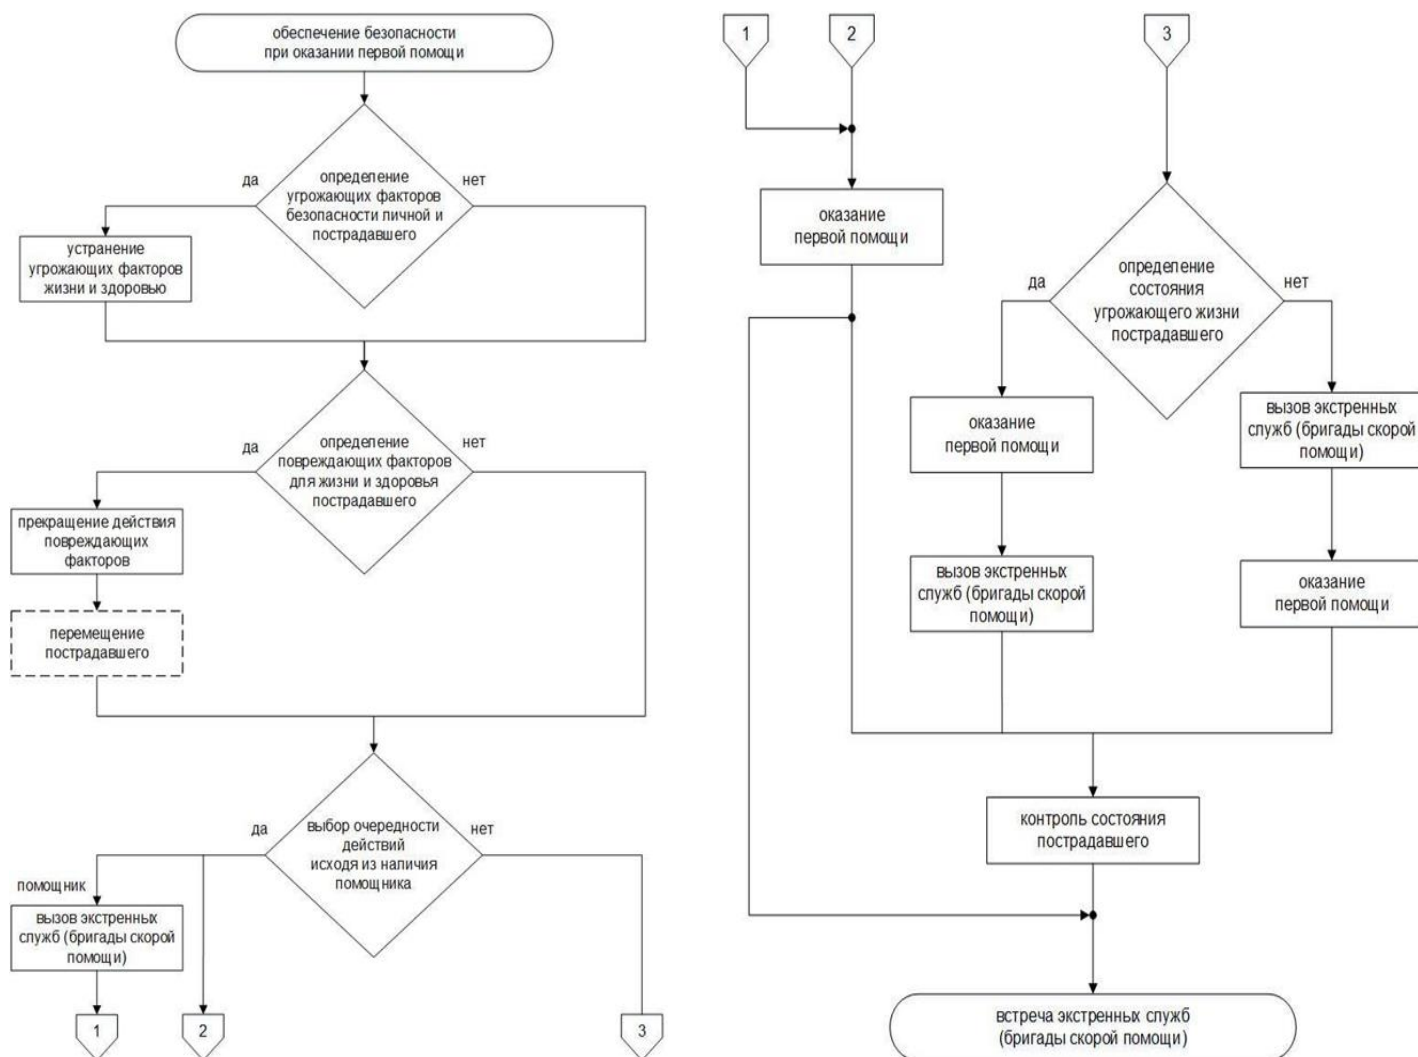 обеспечение безопасности
при оказании первой помощи
да
определение
угрожающих факторов
безопасности личной и
пострадавшего
нет
устранение
угрожающих факторов
жизни и здоровью
да
определение
повреждающих факторов
для жизни и здоровья
пострадавшего
нет
прекращение действия
повреждающих
факторов
перемещение
пострадавшего
да
выбор очередности
действий
исходя из наличия
помощника
нет
помощник
вызов экстренных
служб (бригады скорой
помощи)
1
2
3
1
2
3
оказание
первой помощи
да
определение
состояния
угрожающего жизни
пострадавшего
нет
оказание
первой помощи
вызов экстренных
служб (бригады скорой
помощи)
вызов экстренных
служб (бригады скорой
помощи)
оказание
первой помощи
контроль состояния
пострадавшего
встреча экстренных служб
(бригады скорой помощи)